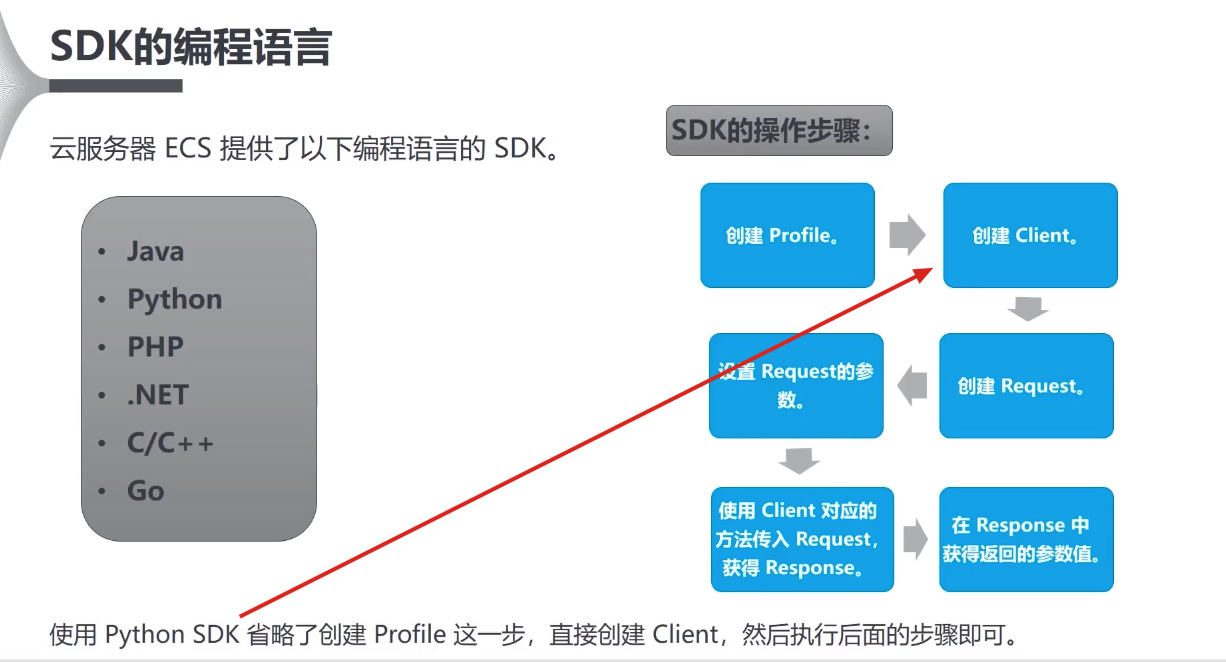 SDK的编程语言
云服务器 ECS 提供了以下编程语言的 SDK。
• Java
• Python
• PHP
• .NET
• C/C++
• Go
SDK的操作步骤：
创建 Profile。
创建 Client。
创建 Request。
设置 Request的参
数。
使用 Client 对应的
方法传入 Request，
获得 Response。
在 Response 中
获得返回的参数值。
使用 Python SDK 省略了创建 Profile 这一步，直接创建 Client，然后执行后面的步骤即可。